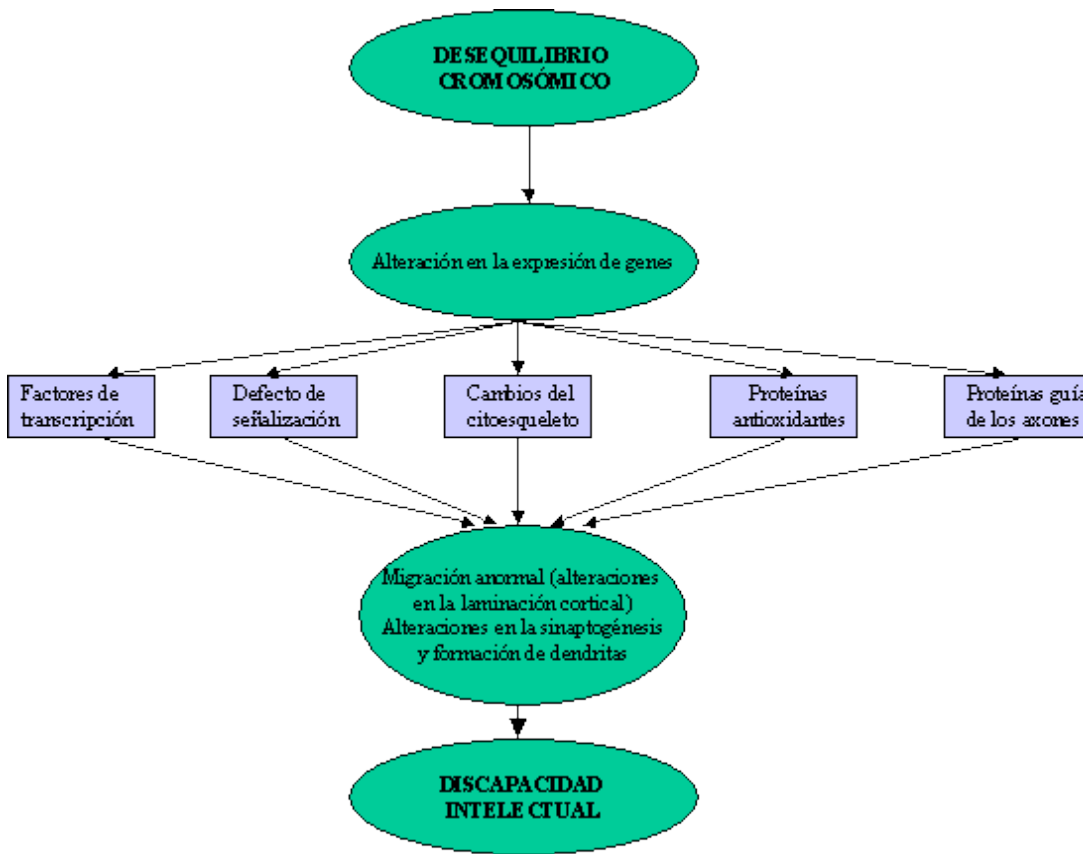 DESEQUILIBRIO
CROMOSÓMICO
Alteración en la expresión de genes
Factores de
transcripción
Defecto de
señalización
Cambios del
citoesqueleto
Proteínas
antioxidantes
Proteínas guía
de los axones
Migración anormal (alteraciones
en la laminación cortical)
Alteraciones en la sinaptogénesis
y formación de dendritas
DISCAPACIDAD
INTELECTUAL